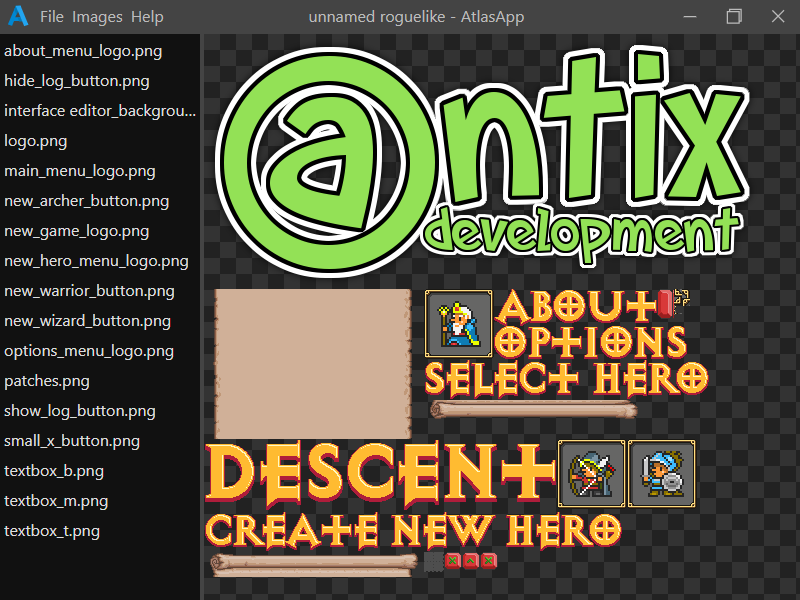 File Images Help
unnamed roguelike - AtlasApp
about_menu_logo.png
hide_log_button.png
interface editor_backgrou...
logo.png
main_menu_logo.png
new_archer_button.png
new_game_logo.png
new_hero_menu_logo.png
new_warrior_button.png
new_wizard_button.png
options_menu_logo.png
patches.png
show_log_button.png
small_x_button.png
textbox_b.png
textbox_m.png
textbox_t.png
@ntix
development
ABOUT
OPTIONS
SELECT HERO
DESCENT
CREATE NEW HERO